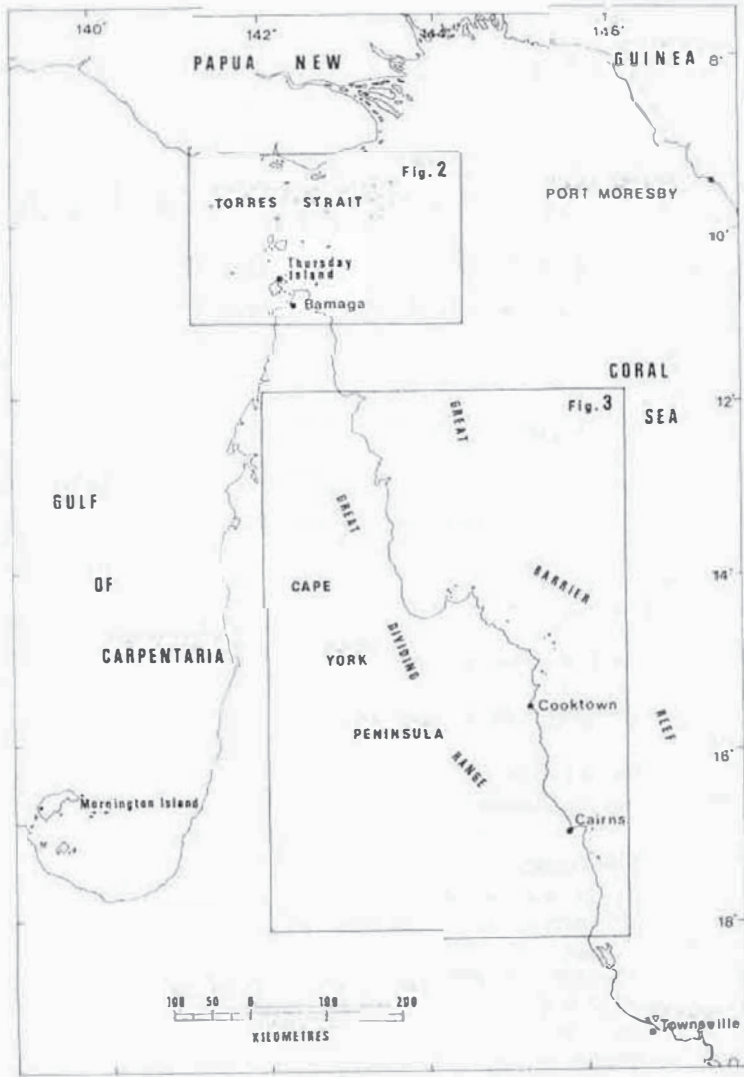 140° 142° 144° 146°
PAPUA NEW GUINEA 8°
Fig. 2
TORRES STRAIT
PORT MORESBY
10°
Thursday
Island
Bamaga
CORAL
SEA
12°
Fig. 3
GREAT
GULF
GREAT
OF
BARRIER
14°
CAPE
CARPENTARIA
YORK
DIVIDING
Cooktown
REEF
PENINSULA
16°
RANGE
Mornington Island
Cairns
18°
100 50 0 100 200
KILOMETRES
Townsville